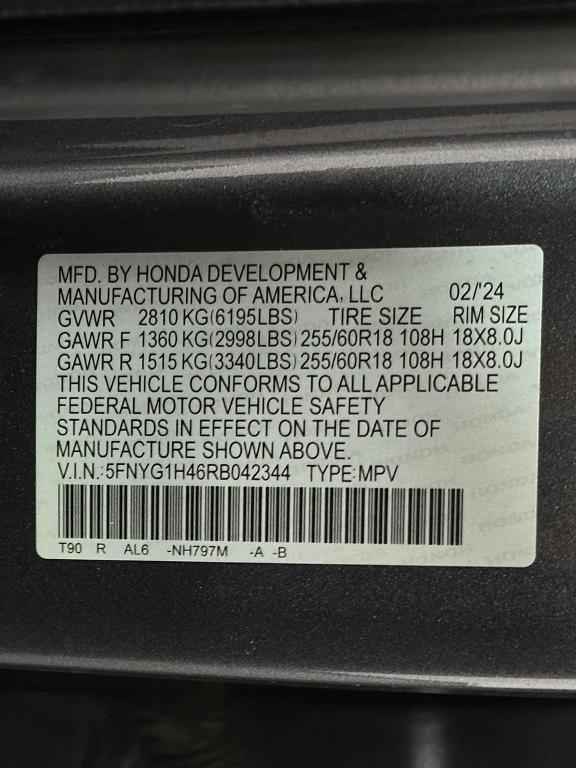 MFD. BY HONDA DEVELOPMENT &
MANUFACTURING OF AMERICA, LLC 02/'24
GVWR 2810 KG(6195LBS) TIRE SIZE RIM SIZE
GAWR F 1360 KG(2998LBS) 255/60R18 108H 18X8.0J
GAWR R 1515 KG(3340LBS) 255/60R18 108H 18X8.0J
THIS VEHICLE CONFORMS TO ALL APPLICABLE
FEDERAL MOTOR VEHICLE SAFETY
STANDARDS IN EFFECT ON THE DATE OF
MANUFACTURE SHOWN ABOVE.
V.I.N.:5FNYG1H46RB042344 TYPE:MPV
T90 R AL6 -NH797M -A -B